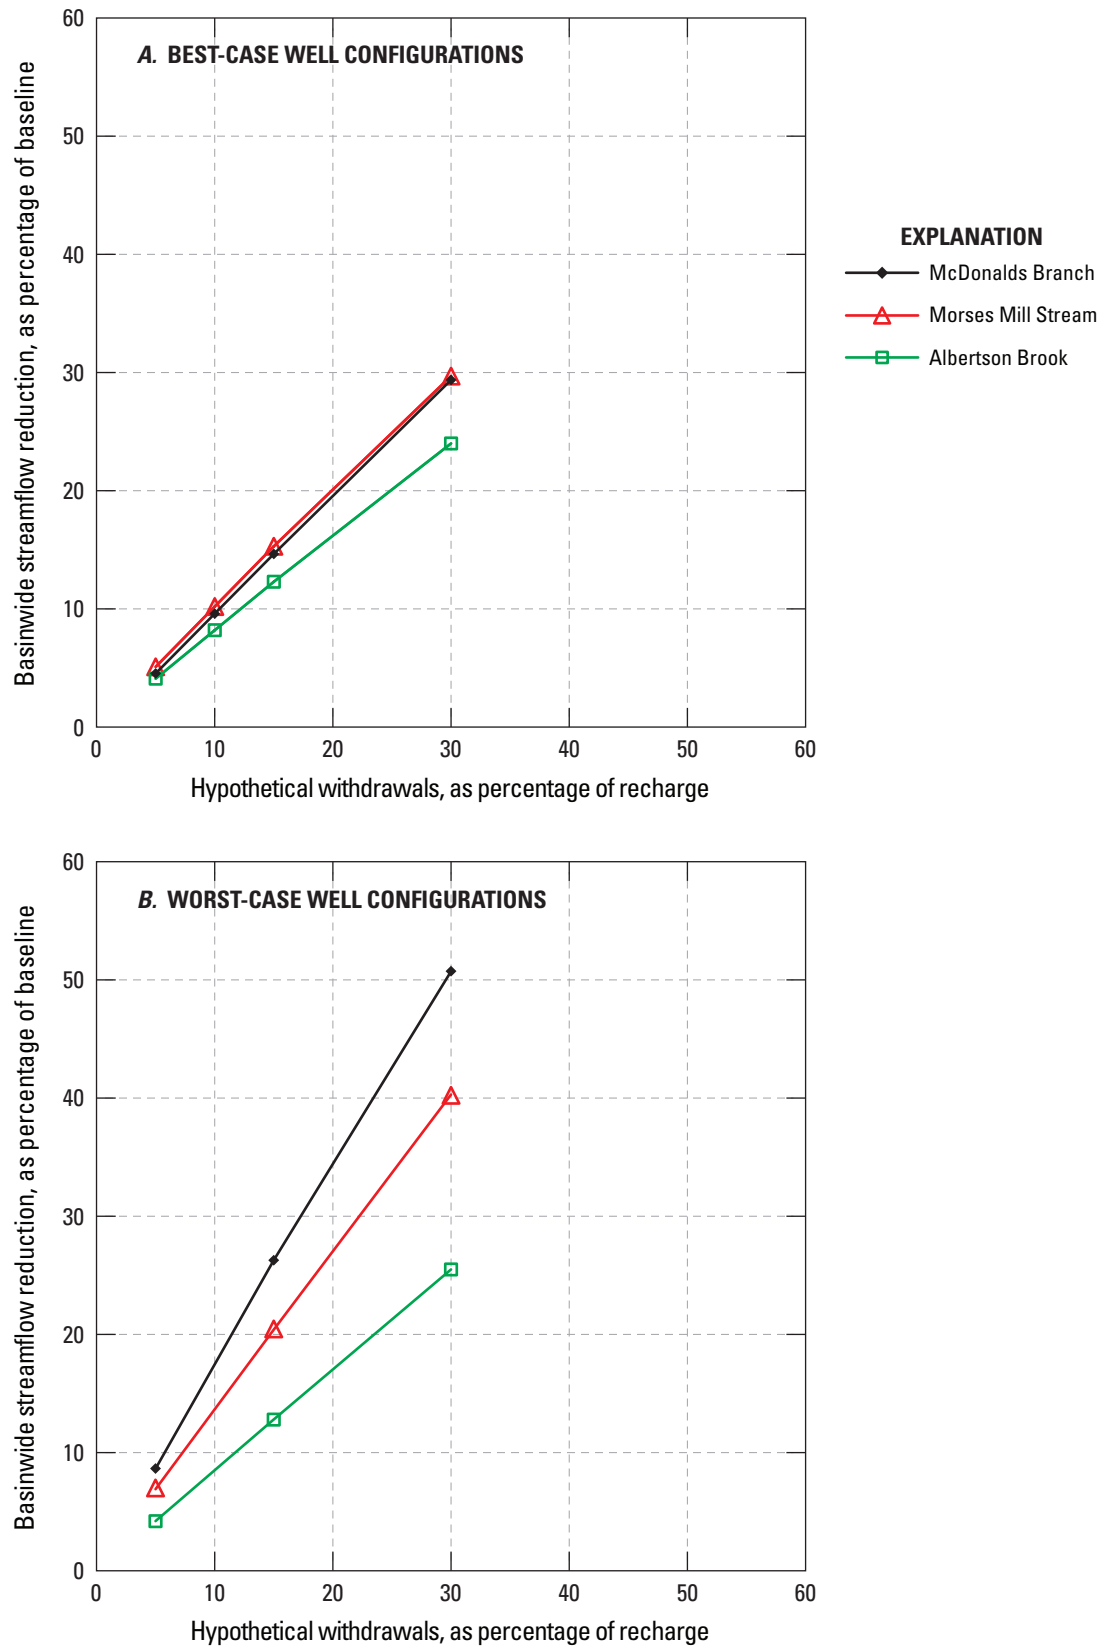 A. BEST-CASE WELL CONFIGURATIONS
Basinwide streamflow reduction, as percentage of baseline
60
50
40
30
20
10
0
0 10 20 30 40 50 60
Hypothetical withdrawals, as percentage of recharge
EXPLANATION
McDonalds Branch
Morses Mill Stream
Albertson Brook
B. WORST-CASE WELL CONFIGURATIONS
Basinwide streamflow reduction, as percentage of baseline
60
50
40
30
20
10
0
0 10 20 30 40 50 60
Hypothetical withdrawals, as percentage of recharge